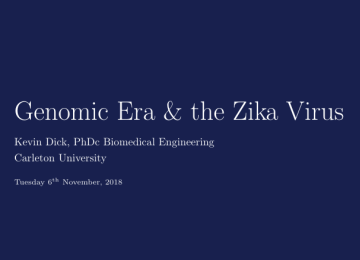 Genomic Era & the Zika Virus
Kevin Dick, PhDc Biomedical Engineering
Carleton University
Tuesday 6th November, 2018